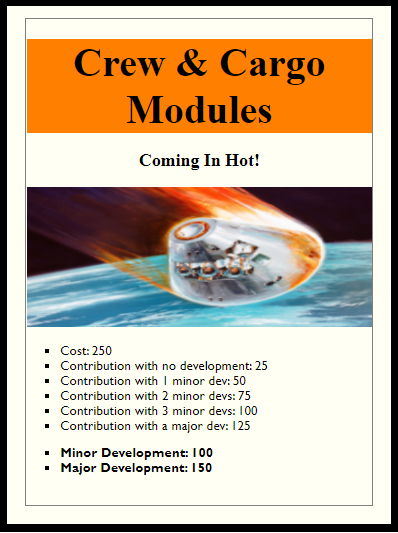 Crew & Cargo
Modules
Coming In Hot!
Cost: 250
Contribution with no development: 25
Contribution with 1 minor dev: 50
Contribution with 2 minor devs: 75
Contribution with 3 minor devs: 100
Contribution with a major dev: 125
Minor Development: 100
Major Development: 150